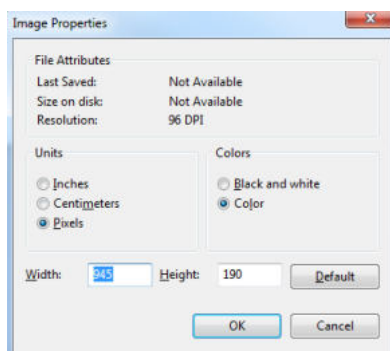 Image Properties
File Attributes
Last Saved: Not Available
Size on disk: Not Available
Resolution: 96 DPI
Units
Colors
Inches
Black and white
Centimeters
Color
Pixels
Width: 945 Height: 190 Default
OK Cancel